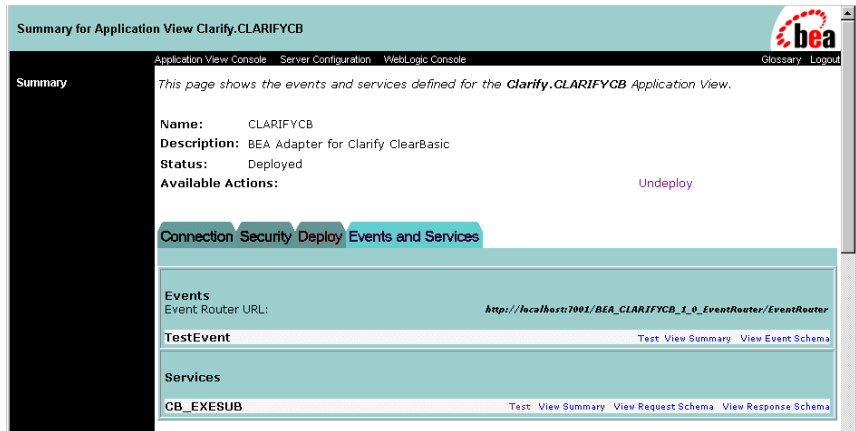 Summary for Application View Clarify.CLARIFYCB
bea
Application View Console Server Configuration WebLogic Console Glossary Logout
Summary
This page shows the events and services defined for the Clarify.CLARIFYCB Application View.
Name: CLARIFYCB
Description: BEA Adapter for Clarify ClearBasic
Status: Deployed
Available Actions: Undeploy
Connection Security Deploy Events and Services
Events
Event Router URL: http://localhost:7001/BEA_CLARIFYCB_1_0_EventRouter/EventRouter
TestEvent Test View Summary View Event Schema
Services
CB_EXESUB Test View Summary View Request Schema View Response Schema